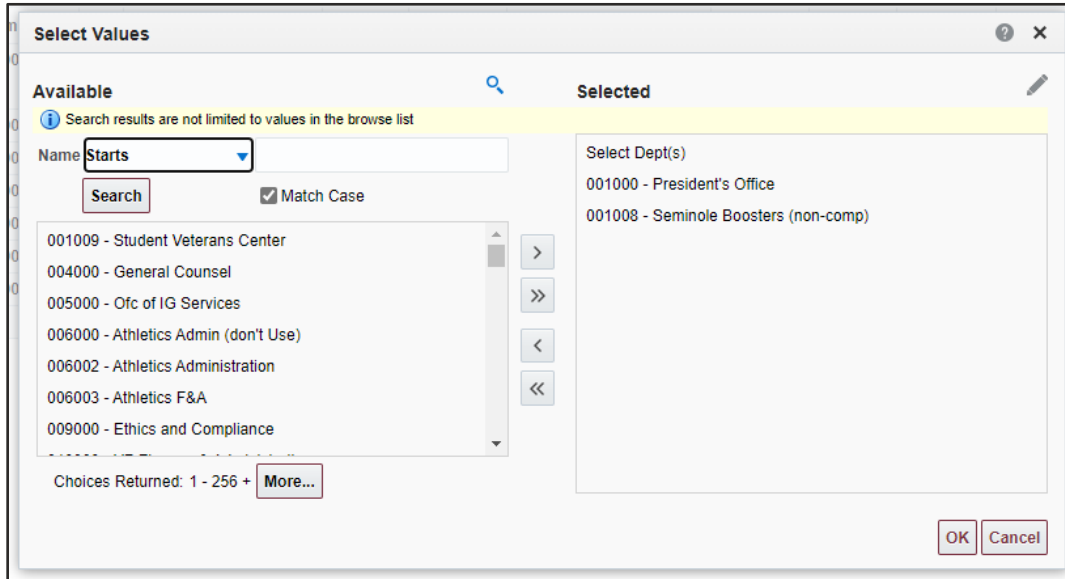 Select Values
Available
Selected
Search results are not limited to values in the browse list
Name Starts
Search
Match Case
001009 - Student Veterans Center
004000 - General Counsel
005000 - Ofc of IG Services
006000 - Athletics Admin (don't Use)
006002 - Athletics Administration
006003 - Athletics F&A
009000 - Ethics and Compliance
Choices Returned: 1 - 256 + More...
Select Dept(s)
001000 - President's Office
001008 - Seminole Boosters (non-comp)
OK Cancel